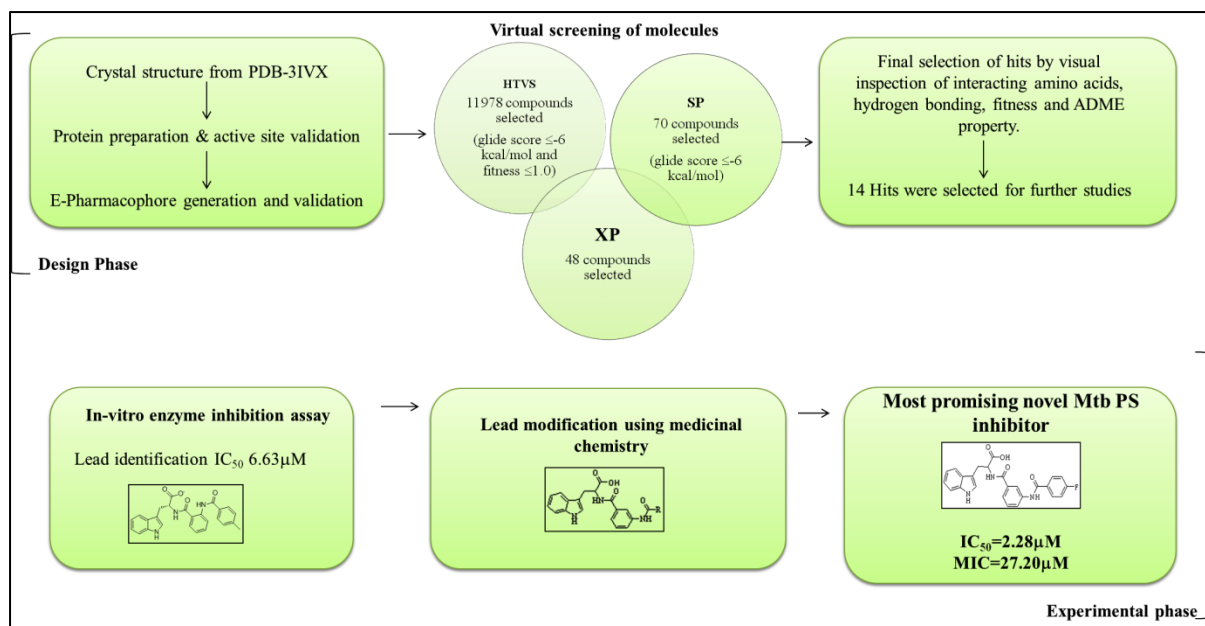 Virtual screening of molecules
Crystal structure from PDB-3IVX
Protein preparation & active site validation
E-Pharmacophore generation and validation
Design Phase
HTVS
11978 compounds
selected
(glide score ≤-6
kcal/mol and
fitness ≤1.0)
SP
70 compounds
selected
(glide score ≤-6
kcal/mol)
XP
48 compounds
selected
Final selection of hits by visual
inspection of interacting amino acids,
hydrogen bonding, fitness and ADME
property.
14 Hits were selected for further studies
In-vitro enzyme inhibition assay
Lead identification IC50 6.63µM
Lead modification using medicinal
chemistry
Most promising novel Mtb PS
inhibitor
IC50=2.28µM
MIC=27.20µM
Experimental phase